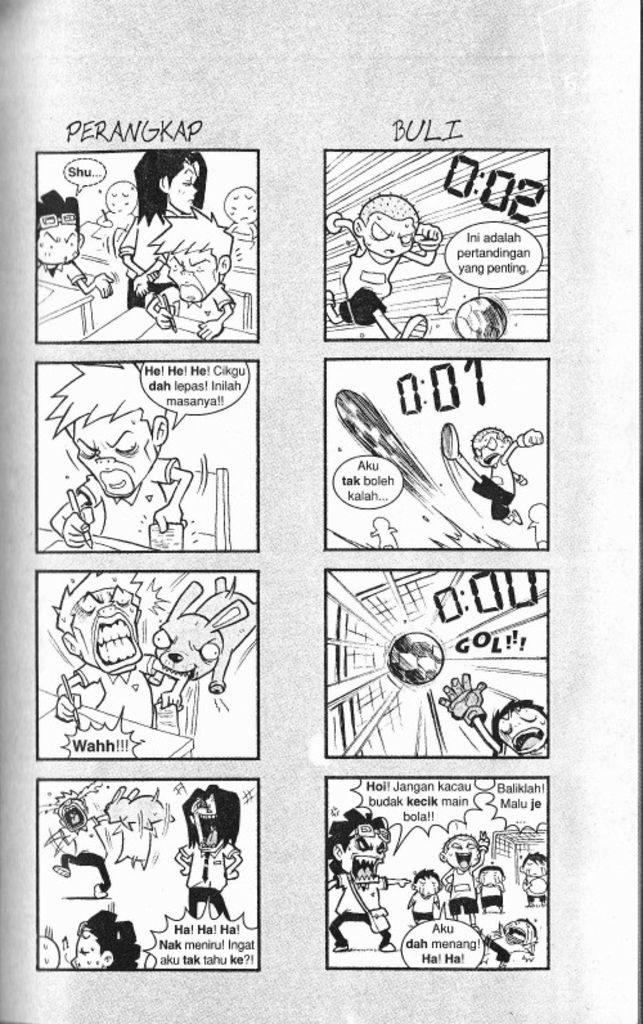 PERANGKAP
Shu...
He! He! He! Cikgu
dah lepas! Inilah
masanya!!
Wahh!!!
Ha! Ha! Ha!
Nak meniru! Ingat
aku tak tahu ke?!
BULI
0:02
Ini adalah
pertandingan
yang penting.
0:01
Aku
tak boleh
kalah...
0:00
GOL!!!
Hoi! Jangan kacau
budak kecik main
bola!!
Baliklah!
Malu je
Aku
dah menang!
Ha! Ha!